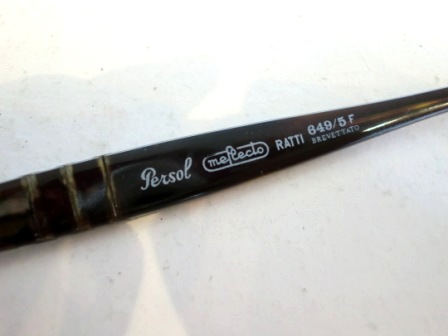 Persol meflecto RATTI 649/5 F
BREVETTATO